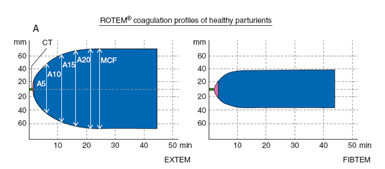 ROTEM® coagulation profiles of healthy parturients
A
mm CT
60
40
20
20
40
60
A5 A10 A15 A20 MCF
10 20 30 40 50 min
EXTEM
mm
60
40
20
20
40
60
10 20 30 40 50 min
FIBTEM